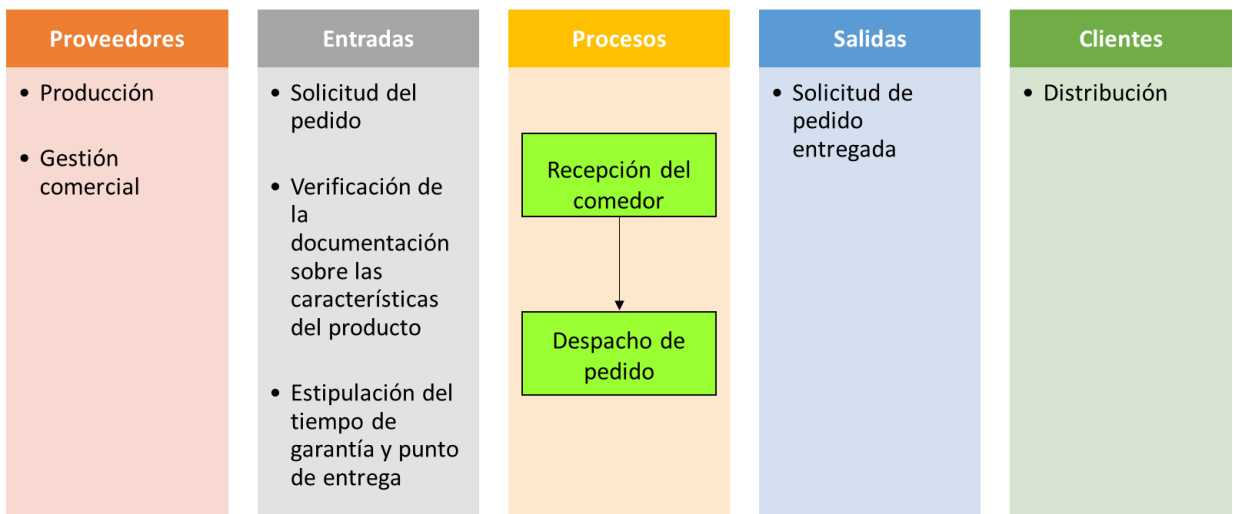 Proveedores
• Producción
• Gestión
comercial
Entradas
• Solicitud del
pedido
• Verificación de
la
documentación
sobre las
características
del producto
• Estipulación del
tiempo de
garantía y punto
de entrega
Procesos
Recepción del
comedor
Despacho de
pedido
Salidas
• Solicitud de
pedido
entregada
Clientes
• Distribución